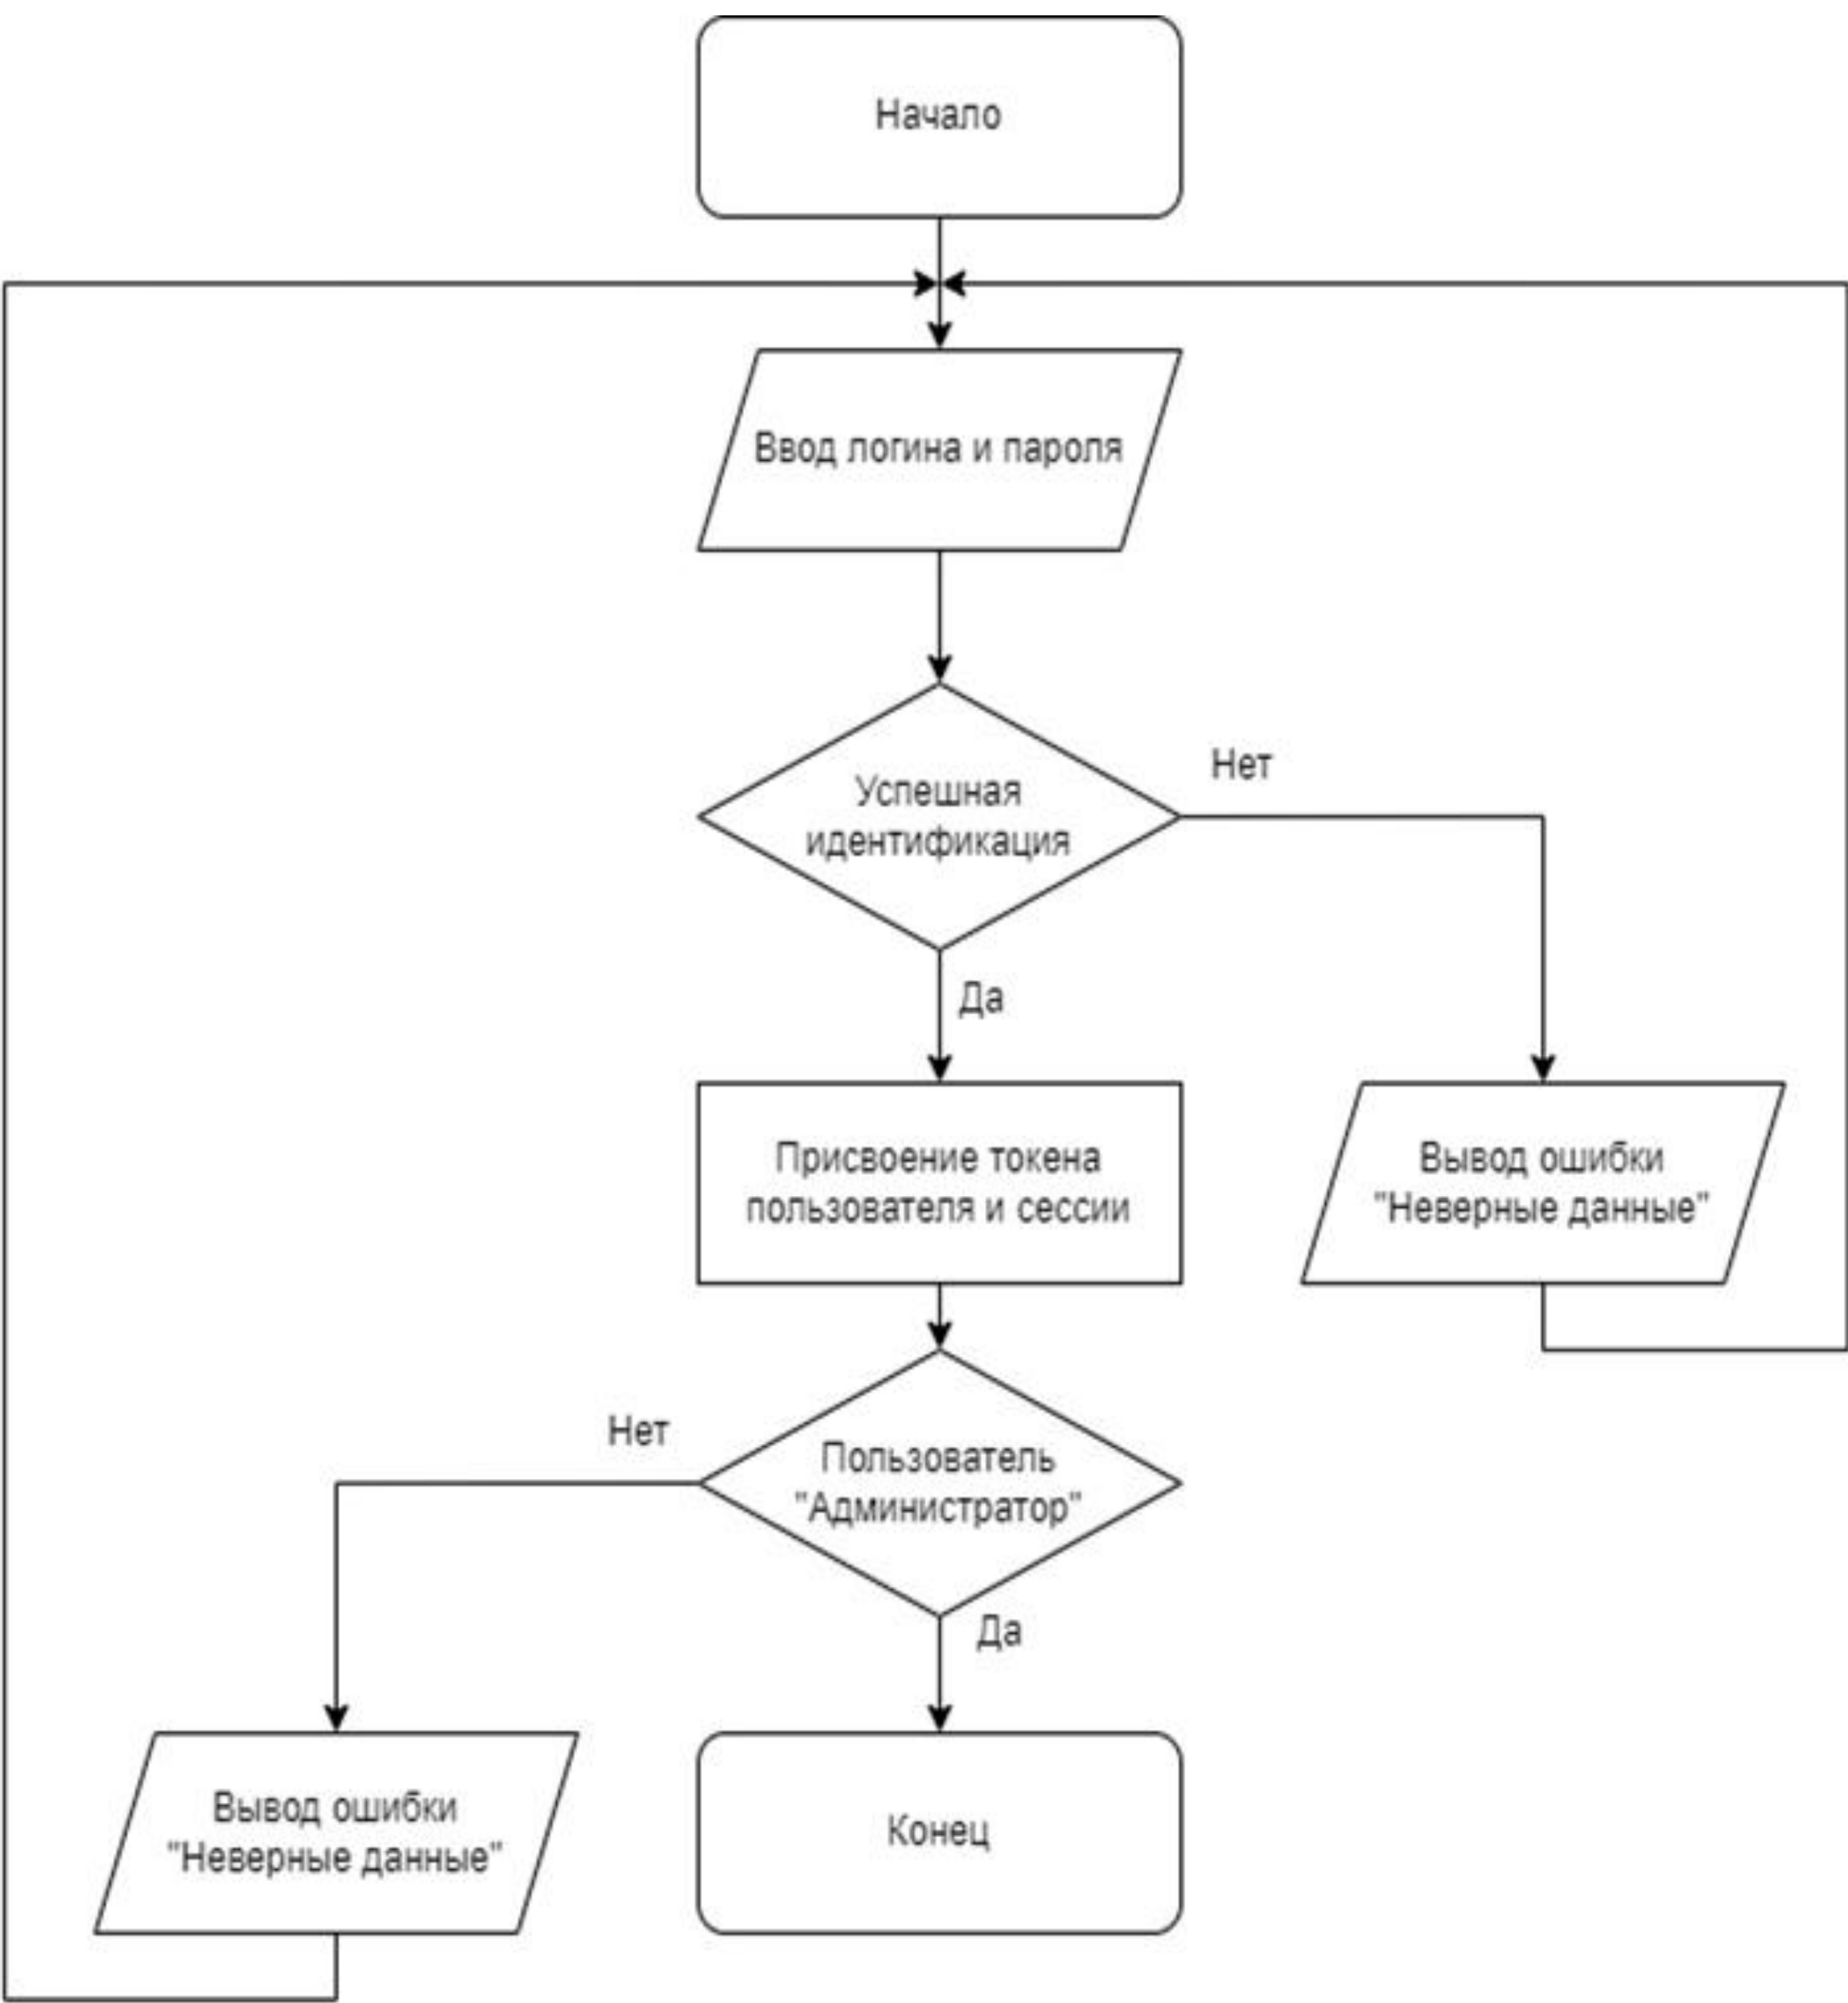 Начало
Ввод логина и пароля
Успешная
идентификация
Нет
Да
Присвоение токена
пользователя и сессии
Вывод ошибки
"Неверные данные"
Нет
Пользователь
"Администратор"
Да
Вывод ошибки
"Неверные данные"
Конец